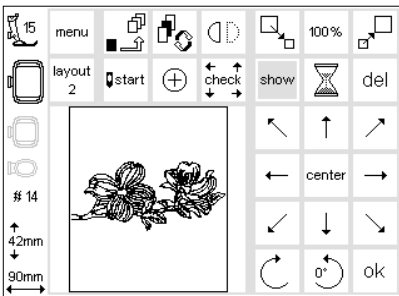 15
menu
100%
layout
2
start
check
show
del
center
# 14
42mm
90mm
0°
ok